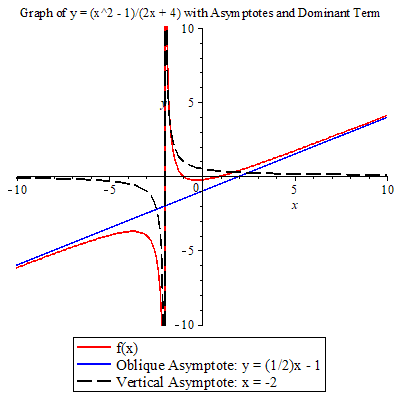 Graph of y = (x^2 - 1)/(2x + 4) with Asymptotes and Dominant Term
10
y
5
-10 -5 0 5 10
x
-5
-10
f(x)
Oblique Asymptote: y = (1/2)x - 1
Vertical Asymptote: x = -2